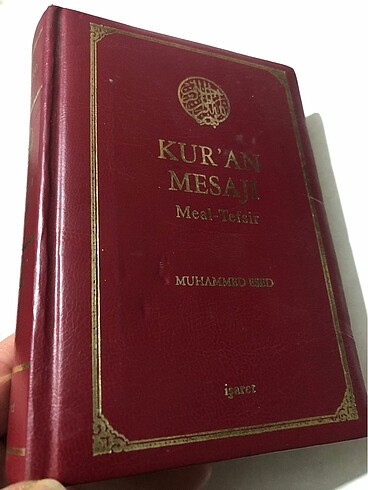 KUR'AN
MESAJI
Meal-Tefsir
MUHAMMED ESED
işaret